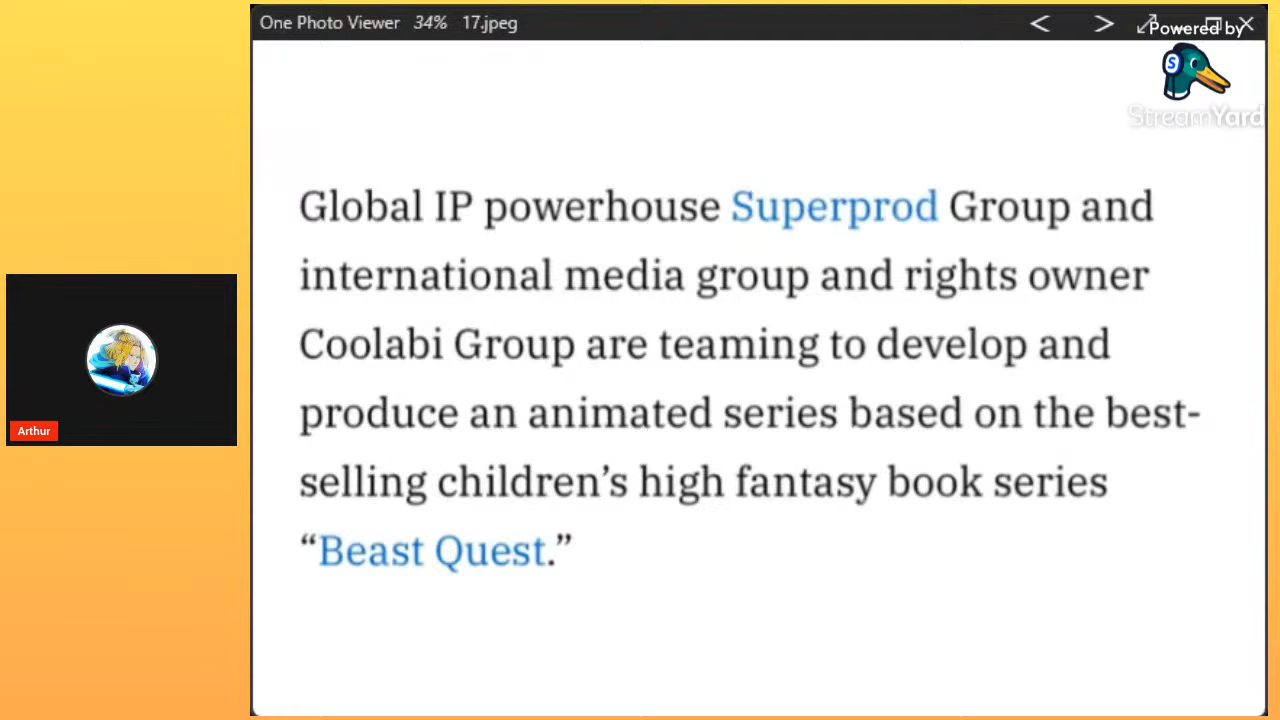 One Photo Viewer 34% 17.jpeg
Powered by
S
StreamYard
Global IP powerhouse Superprod Group and
international media group and rights owner
Coolabi Group are teaming to develop and
produce an animated series based on the best-
selling children’s high fantasy book series
“Beast Quest.”
Arthur